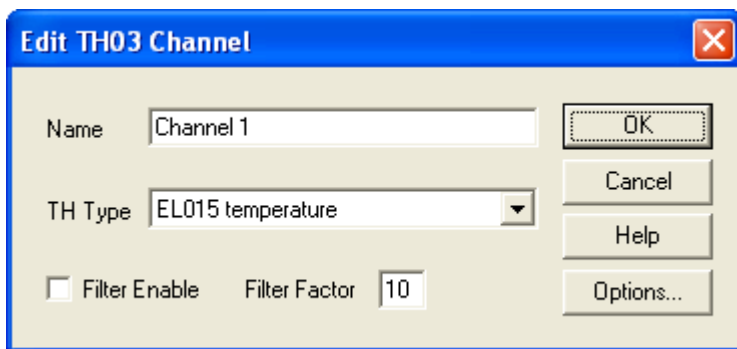 Edit TH03 Channel
Name Channel 1 OK
Cancel
TH Type EL015 temperature
Help
Filter Enable Filter Factor 10 Options...